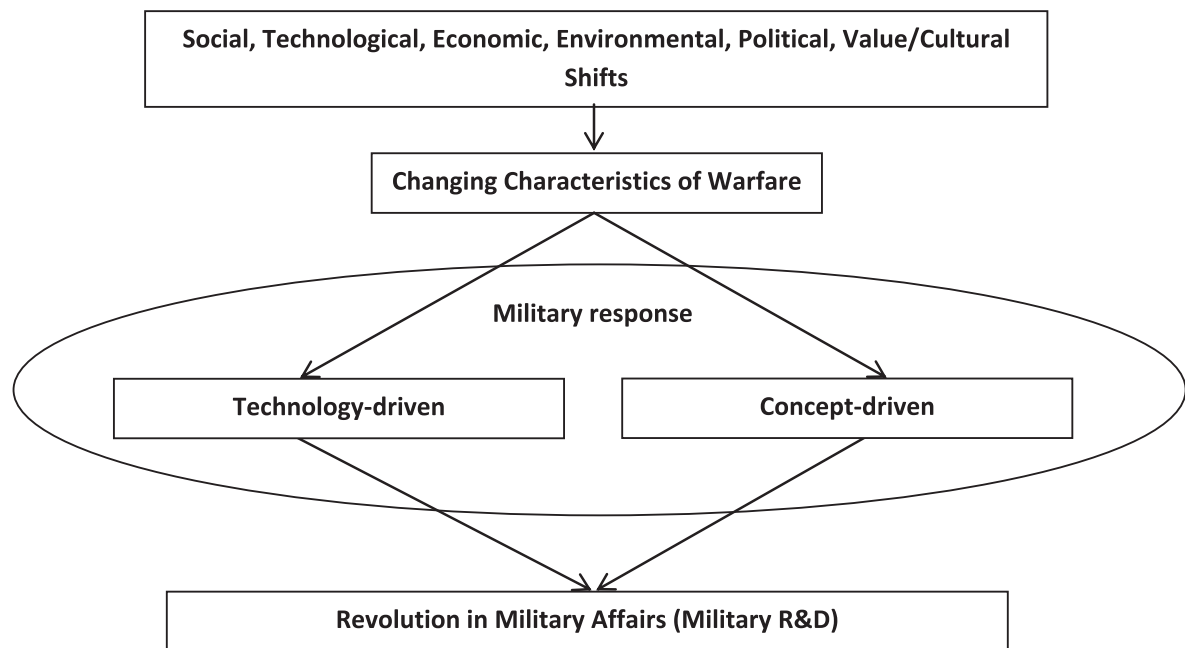 Social, Technological, Economic, Environmental, Political, Value/Cultural
Shifts
Changing Characteristics of Warfare
Military response
Technology-driven
Concept-driven
Revolution in Military Affairs (Military R&D)